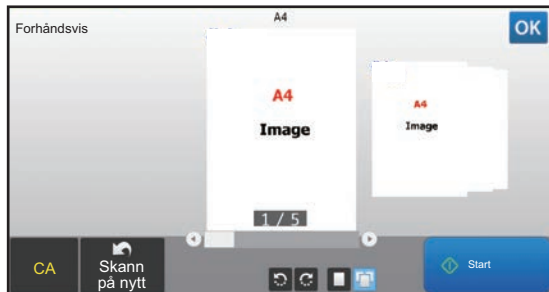 A4
Forhåndsvis
OK
A4
Image
A4
Image
1 / 5
CA
Skann
på nytt
Start